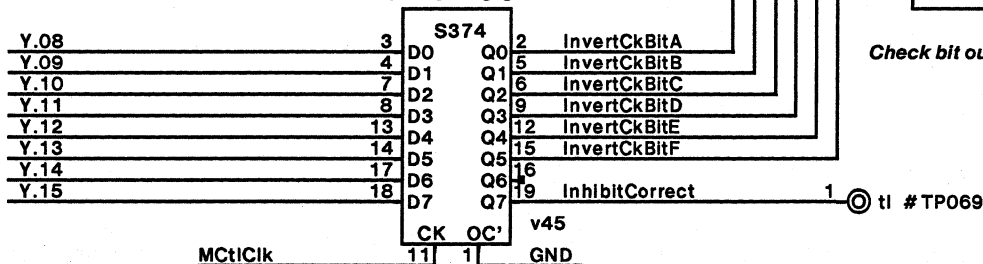 S374
Y.08 3 D0 Q0 2 InvertCkBitA
Y.09 4 D1 Q1 5 InvertCkBitB
Y.10 7 D2 Q2 6 InvertCkBitC
Y.11 8 D3 Q3 9 InvertCkBitD
Y.12 13 D4 Q4 12 InvertCkBitE
Y.13 14 D5 Q5 15 InvertCkBitF
Y.14 17 D6 Q6 16
Y.15 18 D7 Q7 19 InhibitCorrect 1 tl #TP069
v45
CK OC'
MCtlClk 11 1 GND
Check bit